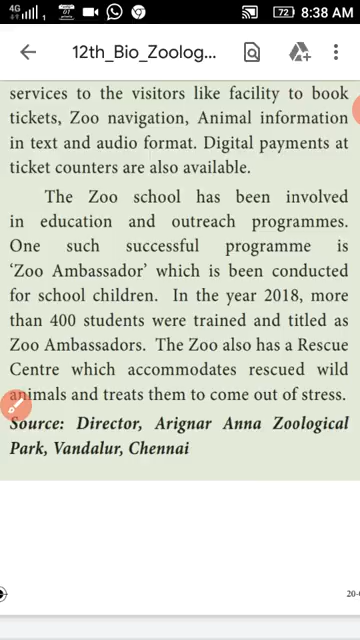 4G
72 8:38 AM
12th_Bio_Zoolog...
services to the visitors like facility to book
tickets, Zoo navigation, Animal information
in text and audio format. Digital payments at
ticket counters are also available.
The Zoo school has been involved
in education and outreach programmes.
One such successful programme is
‘Zoo Ambassador’ which is been conducted
for school children. In the year 2018, more
than 400 students were trained and titled as
Zoo Ambassadors. The Zoo also has a Rescue
Centre which accommodates rescued wild
animals and treats them to come out of stress.
Source: Director, Arignar Anna Zoological
Park, Vandalur, Chennai